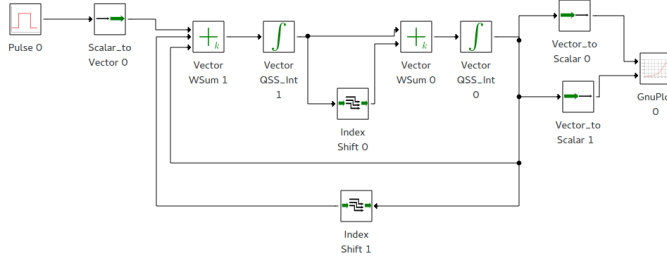 Pulse 0
Scalar_to
Vector 0
k
Vector
WSum 1
Vector
QSS_Int
1
Index
Shift 0
k
Vector
WSum 0
Vector
QSS_Int
0
Vector_to
Scalar 0
Vector_to
Scalar 1
GnuPlo
0
Index
Shift 1